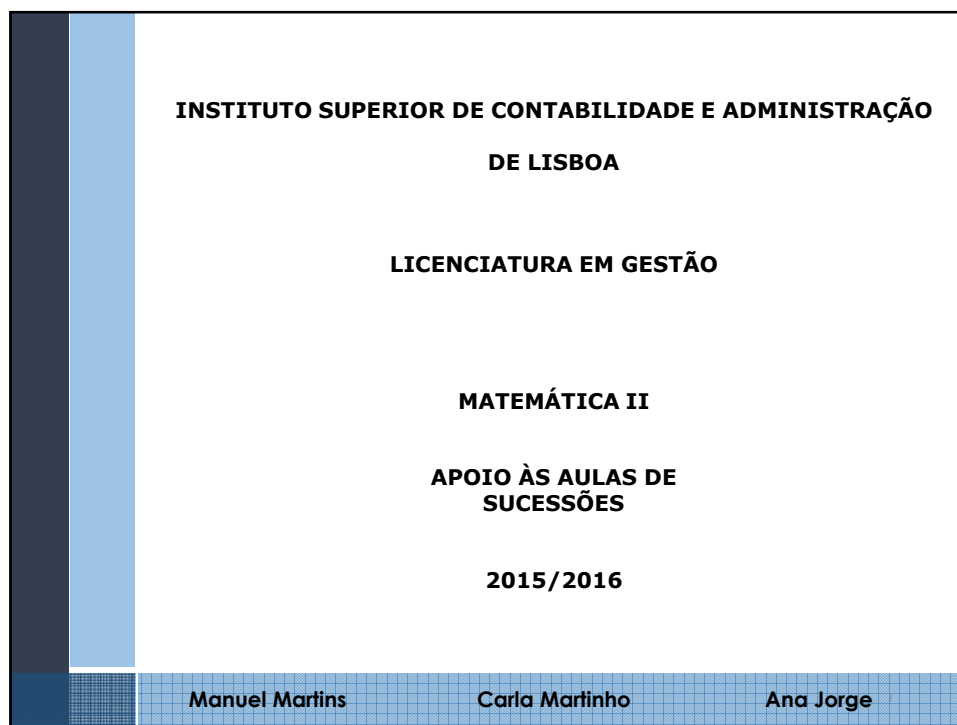 INSTITUTO SUPERIOR DE CONTABILIDADE E ADMINISTRAÇÃO
DE LISBOA
LICENCIATURA EM GESTÃO
MATEMÁTICA II
APOIO ÀS AULAS DE
SUCESSÕES
2015/2016
Manuel Martins Carla Martinho Ana Jorge